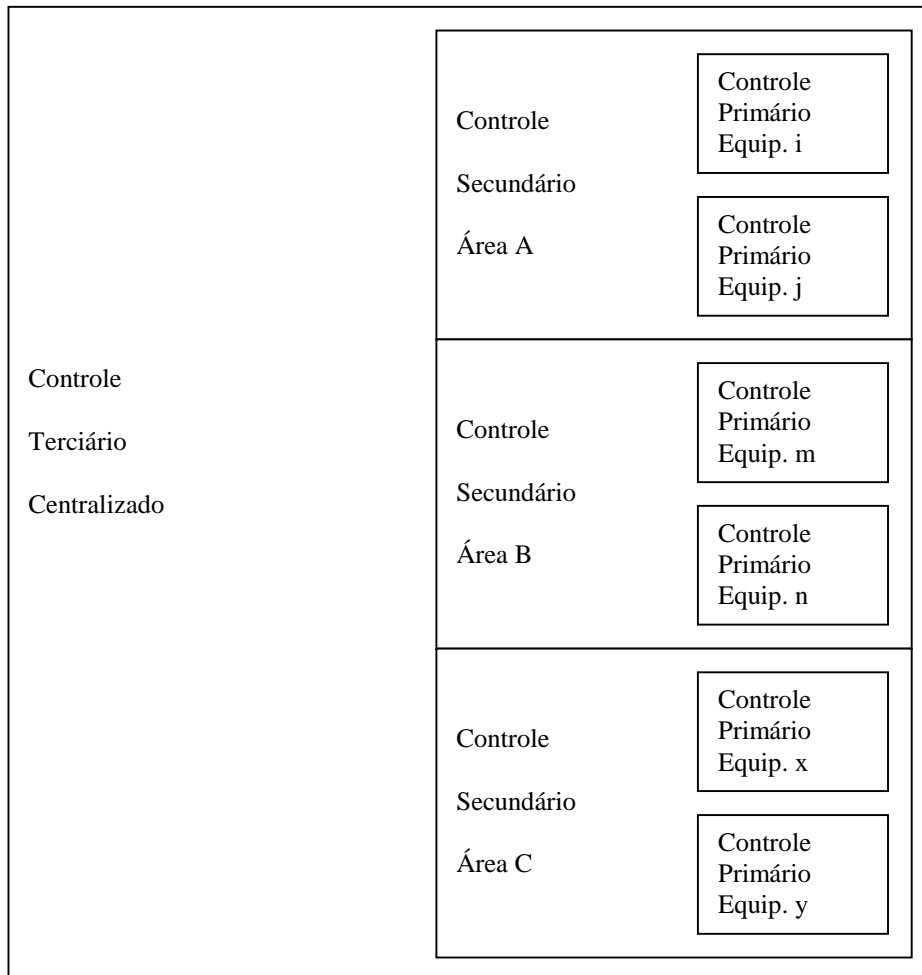 Controle
Terciário
Centralizado
Controle
Secundário
Área A
Controle
Primário
Equip. i
Controle
Primário
Equip. j
Controle
Secundário
Área B
Controle
Primário
Equip. m
Controle
Primário
Equip. n
Controle
Secundário
Área C
Controle
Primário
Equip. x
Controle
Primário
Equip. y